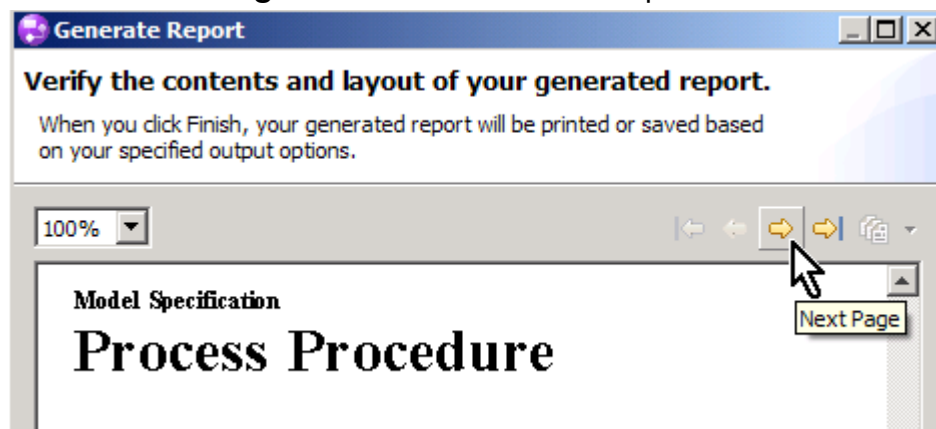 Generate Report
Verify the contents and layout of your generated report.
When you click Finish, your generated report will be printed or saved based
on your specified output options.
100%
Next Page
Model Specification
Process Procedure